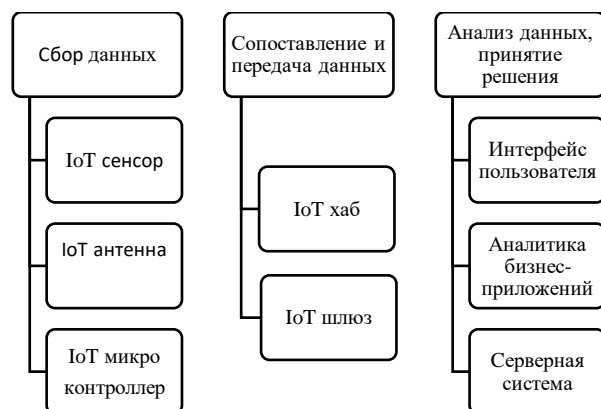 Сбор данных
IoT сенсор
IoT антенна
IoT микро
контроллер
Сопоставление и
передача данных
IoT хаб
IoT шлюз
Анализ данных,
принятие
решения
Интерфейс
пользователя
Аналитика
бизнес-
приложений
Серверная
система